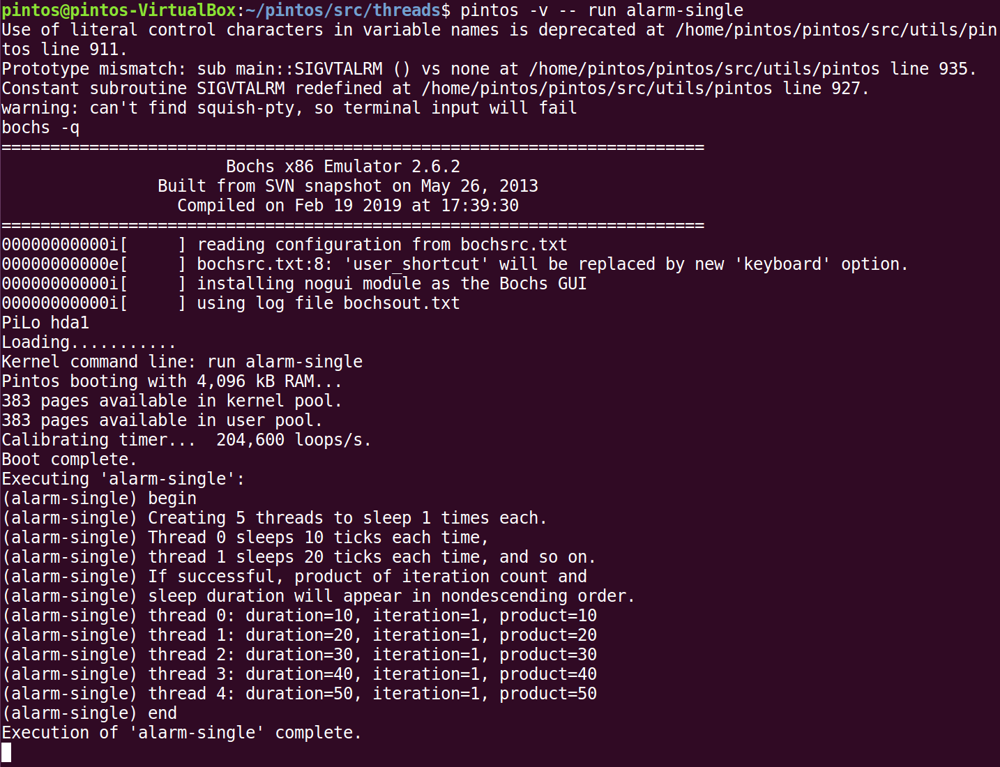 pintos@pintos-VirtualBox:~/pintos/src/threads$ pintos -v -- run alarm-single
Use of literal control characters in variable names is deprecated at /home/pintos/pintos/src/utils/pin
tos line 911.
Prototype mismatch: sub main::SIGVTALRM () vs none at /home/pintos/pintos/src/utils/pintos line 935.
Constant subroutine SIGVTALRM redefined at /home/pintos/pintos/src/utils/pintos line 927.
warning: can't find squish-pty, so terminal input will fail
bochs -q
========================================================================
                       Bochs x86 Emulator 2.6.2
                Built from SVN snapshot on May 26, 2013
                  Compiled on Feb 19 2019 at 17:39:30
========================================================================
00000000000i[     ] reading configuration from bochsrc.txt
00000000000e[     ] bochsrc.txt:8: 'user_shortcut' will be replaced by new 'keyboard' option.
00000000000i[     ] installing nogui module as the Bochs GUI
00000000000i[     ] using log file bochsout.txt
PiLo hda1
Loading...........
Kernel command line: run alarm-single
Pintos booting with 4,096 kB RAM...
383 pages available in kernel pool.
383 pages available in user pool.
Calibrating timer...  204,600 loops/s.
Boot complete.
Executing 'alarm-single':
(alarm-single) begin
(alarm-single) Creating 5 threads to sleep 1 times each.
(alarm-single) Thread 0 sleeps 10 ticks each time,
(alarm-single) thread 1 sleeps 20 ticks each time, and so on.
(alarm-single) If successful, product of iteration count and
(alarm-single) sleep duration will appear in nondescending order.
(alarm-single) thread 0: duration=10, iteration=1, product=10
(alarm-single) thread 1: duration=20, iteration=1, product=20
(alarm-single) thread 2: duration=30, iteration=1, product=30
(alarm-single) thread 3: duration=40, iteration=1, product=40
(alarm-single) thread 4: duration=50, iteration=1, product=50
(alarm-single) end
Execution of 'alarm-single' complete.